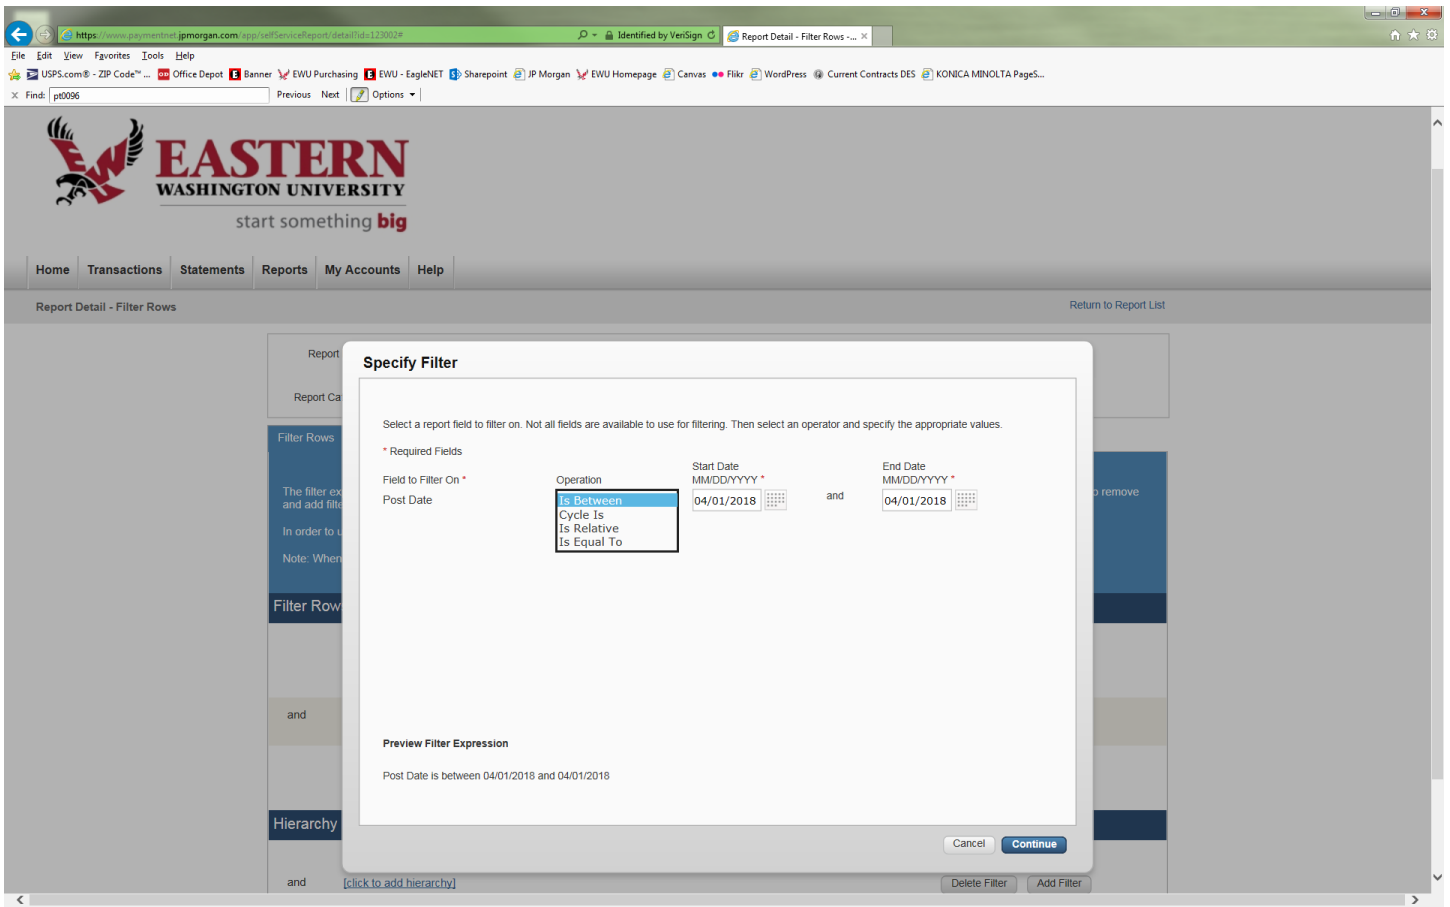 https://www.paymentnet.jpmorgan.com/app/selfServiceReport/detail?id=123002#
Identified by VeriSign
Report Detail - Filter Rows -...
File Edit View Favorites Tools Help
USPS.com® - ZIP Code™ ... Office Depot Banner EWU Purchasing EWU - EagleNET Sharepoint JP Morgan EWU Homepage Canvas Flikr WordPress Current Contracts DES KONICA MINOLTA PageS...
x Find: pt0096 Previous Next Options
EASTERN
WASHINGTON UNIVERSITY
start something big
Home Transactions Statements Reports My Accounts Help
Report Detail - Filter Rows Return to Report List
Report
Report Ca
Filter Rows
The filter ex
and add filte
o remove
In order to u
Note: When
Filter Row
and
Hierarchy
and [click to add hierarchy] Delete Filter Add Filter
Specify Filter
Select a report field to filter on. Not all fields are available to use for filtering. Then select an operator and specify the appropriate values.
* Required Fields
Start Date End Date
Field to Filter On * Operation MM/DD/YYYY * MM/DD/YYYY *
Post Date Is Between 04/01/2018 and 04/01/2018
Cycle Is
Is Relative
Is Equal To
Preview Filter Expression
Post Date is between 04/01/2018 and 04/01/2018
Cancel Continue